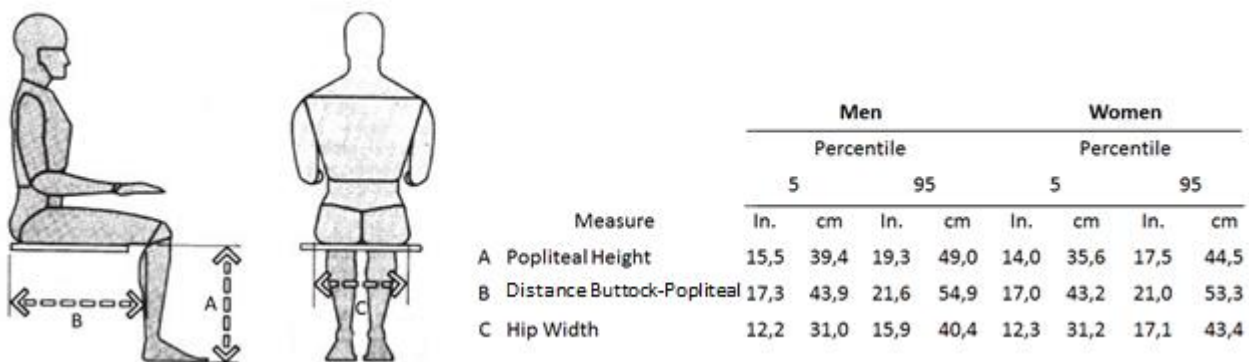 Men Women
Percentile Percentile
5 95 5 95
Measure In. cm In. cm In. cm In. cm
A Popliteal Height 15,5 39,4 19,3 49,0 14,0 35,6 17,5 44,5
B Distance Buttock-Popliteal 17,3 43,9 21,6 54,9 17,0 43,2 21,0 53,3
C Hip Width 12,2 31,0 15,9 40,4 12,3 31,2 17,1 43,4
A
B
C